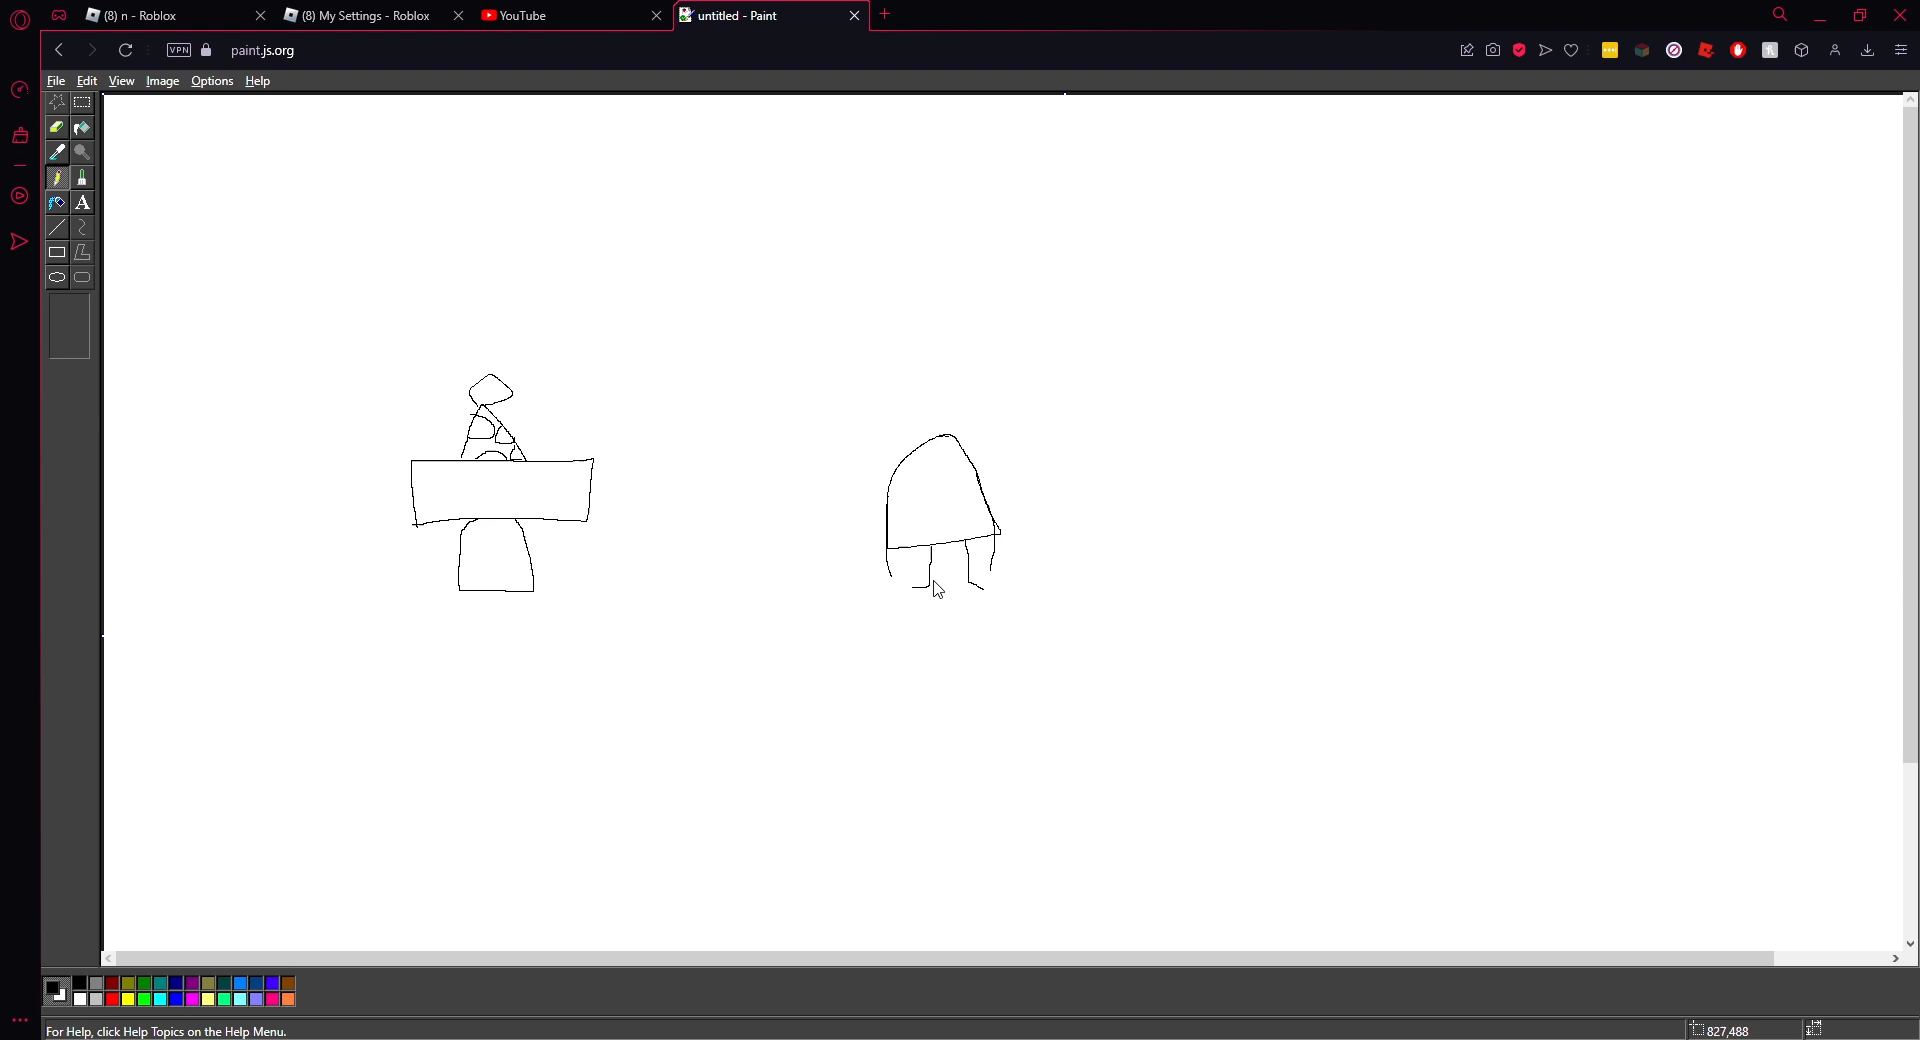 (8) n - Roblox
(8) My Settings - Roblox
YouTube
untitled - Paint
VPN
paint.js.org
File Edit View Image Options Help
A
For Help, click Help Topics on the Help Menu.
827,488